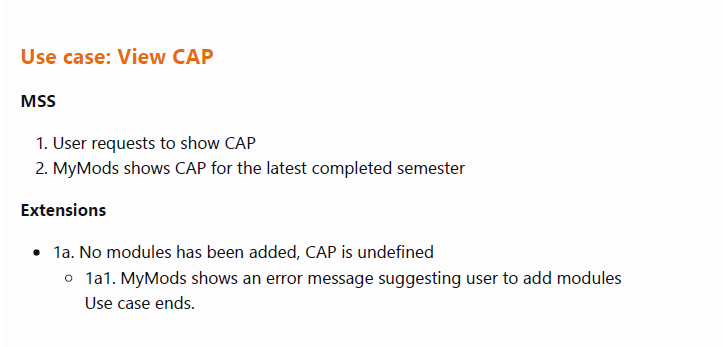 Use case: View CAP
MSS
1. User requests to show CAP
2. MyMods shows CAP for the latest completed semester
Extensions
• 1a. No modules has been added, CAP is undefined
○ 1a1. MyMods shows an error message suggesting user to add modules
Use case ends.